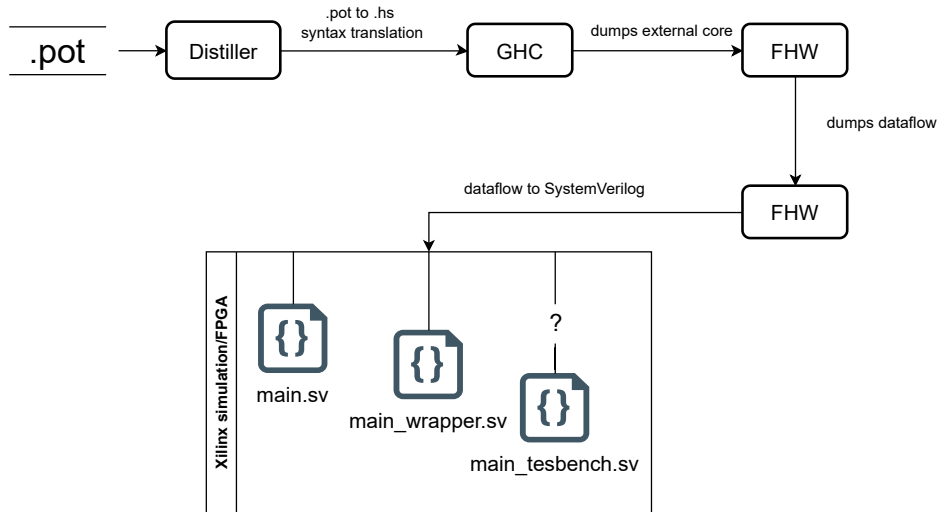 .pot
Distiller
.pot to .hs
syntax translation
GHC
dumps external core
FHW
dumps dataflow
FHW
dataflow to SystemVerilog
Xilinx simulation/FPGA
{}
main.sv
{}
main_wrapper.sv
?
{}
main_tesbench.sv